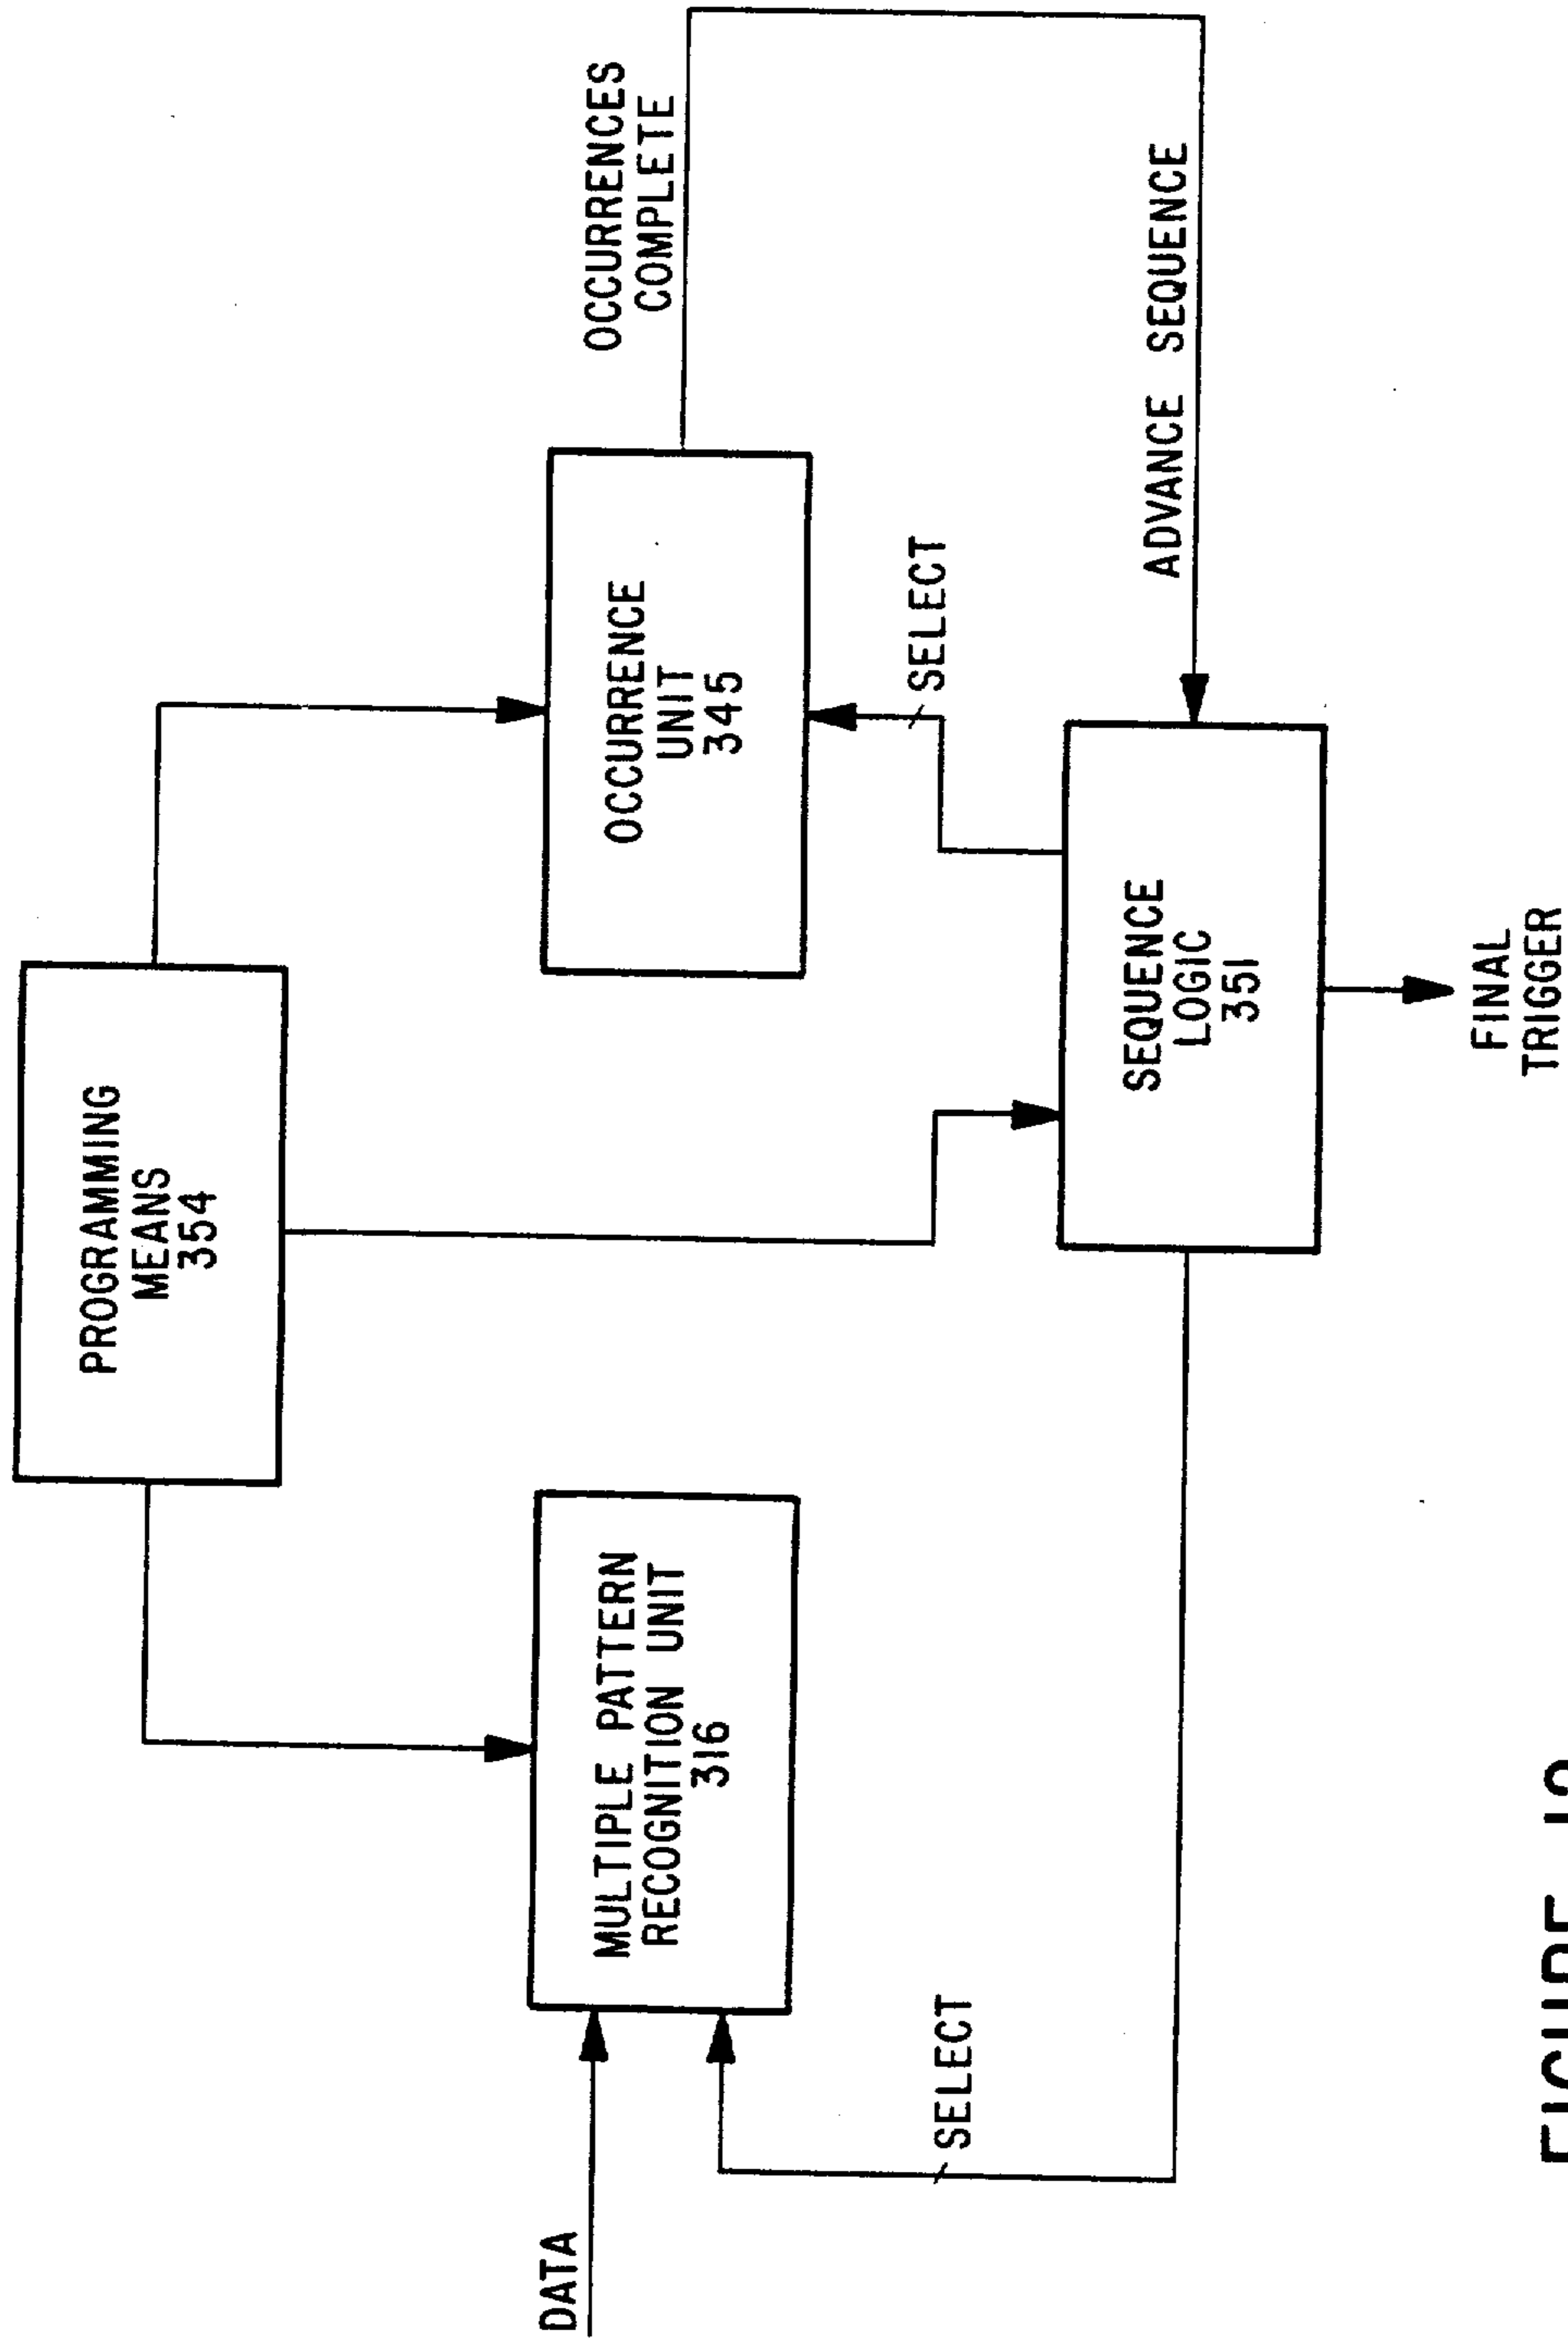 PROGRAMMING
MEANS
354
DATA
MULTIPLE PATTERN
RECOGNITION UNIT
316
OCCURRENCE
UNIT
345
OCCURRENCES
COMPLETE
SELECT
SELECT
SEQUENCE
LOGIC
351
ADVANCE SEQUENCE
FINAL
TRIGGER
FIGURE